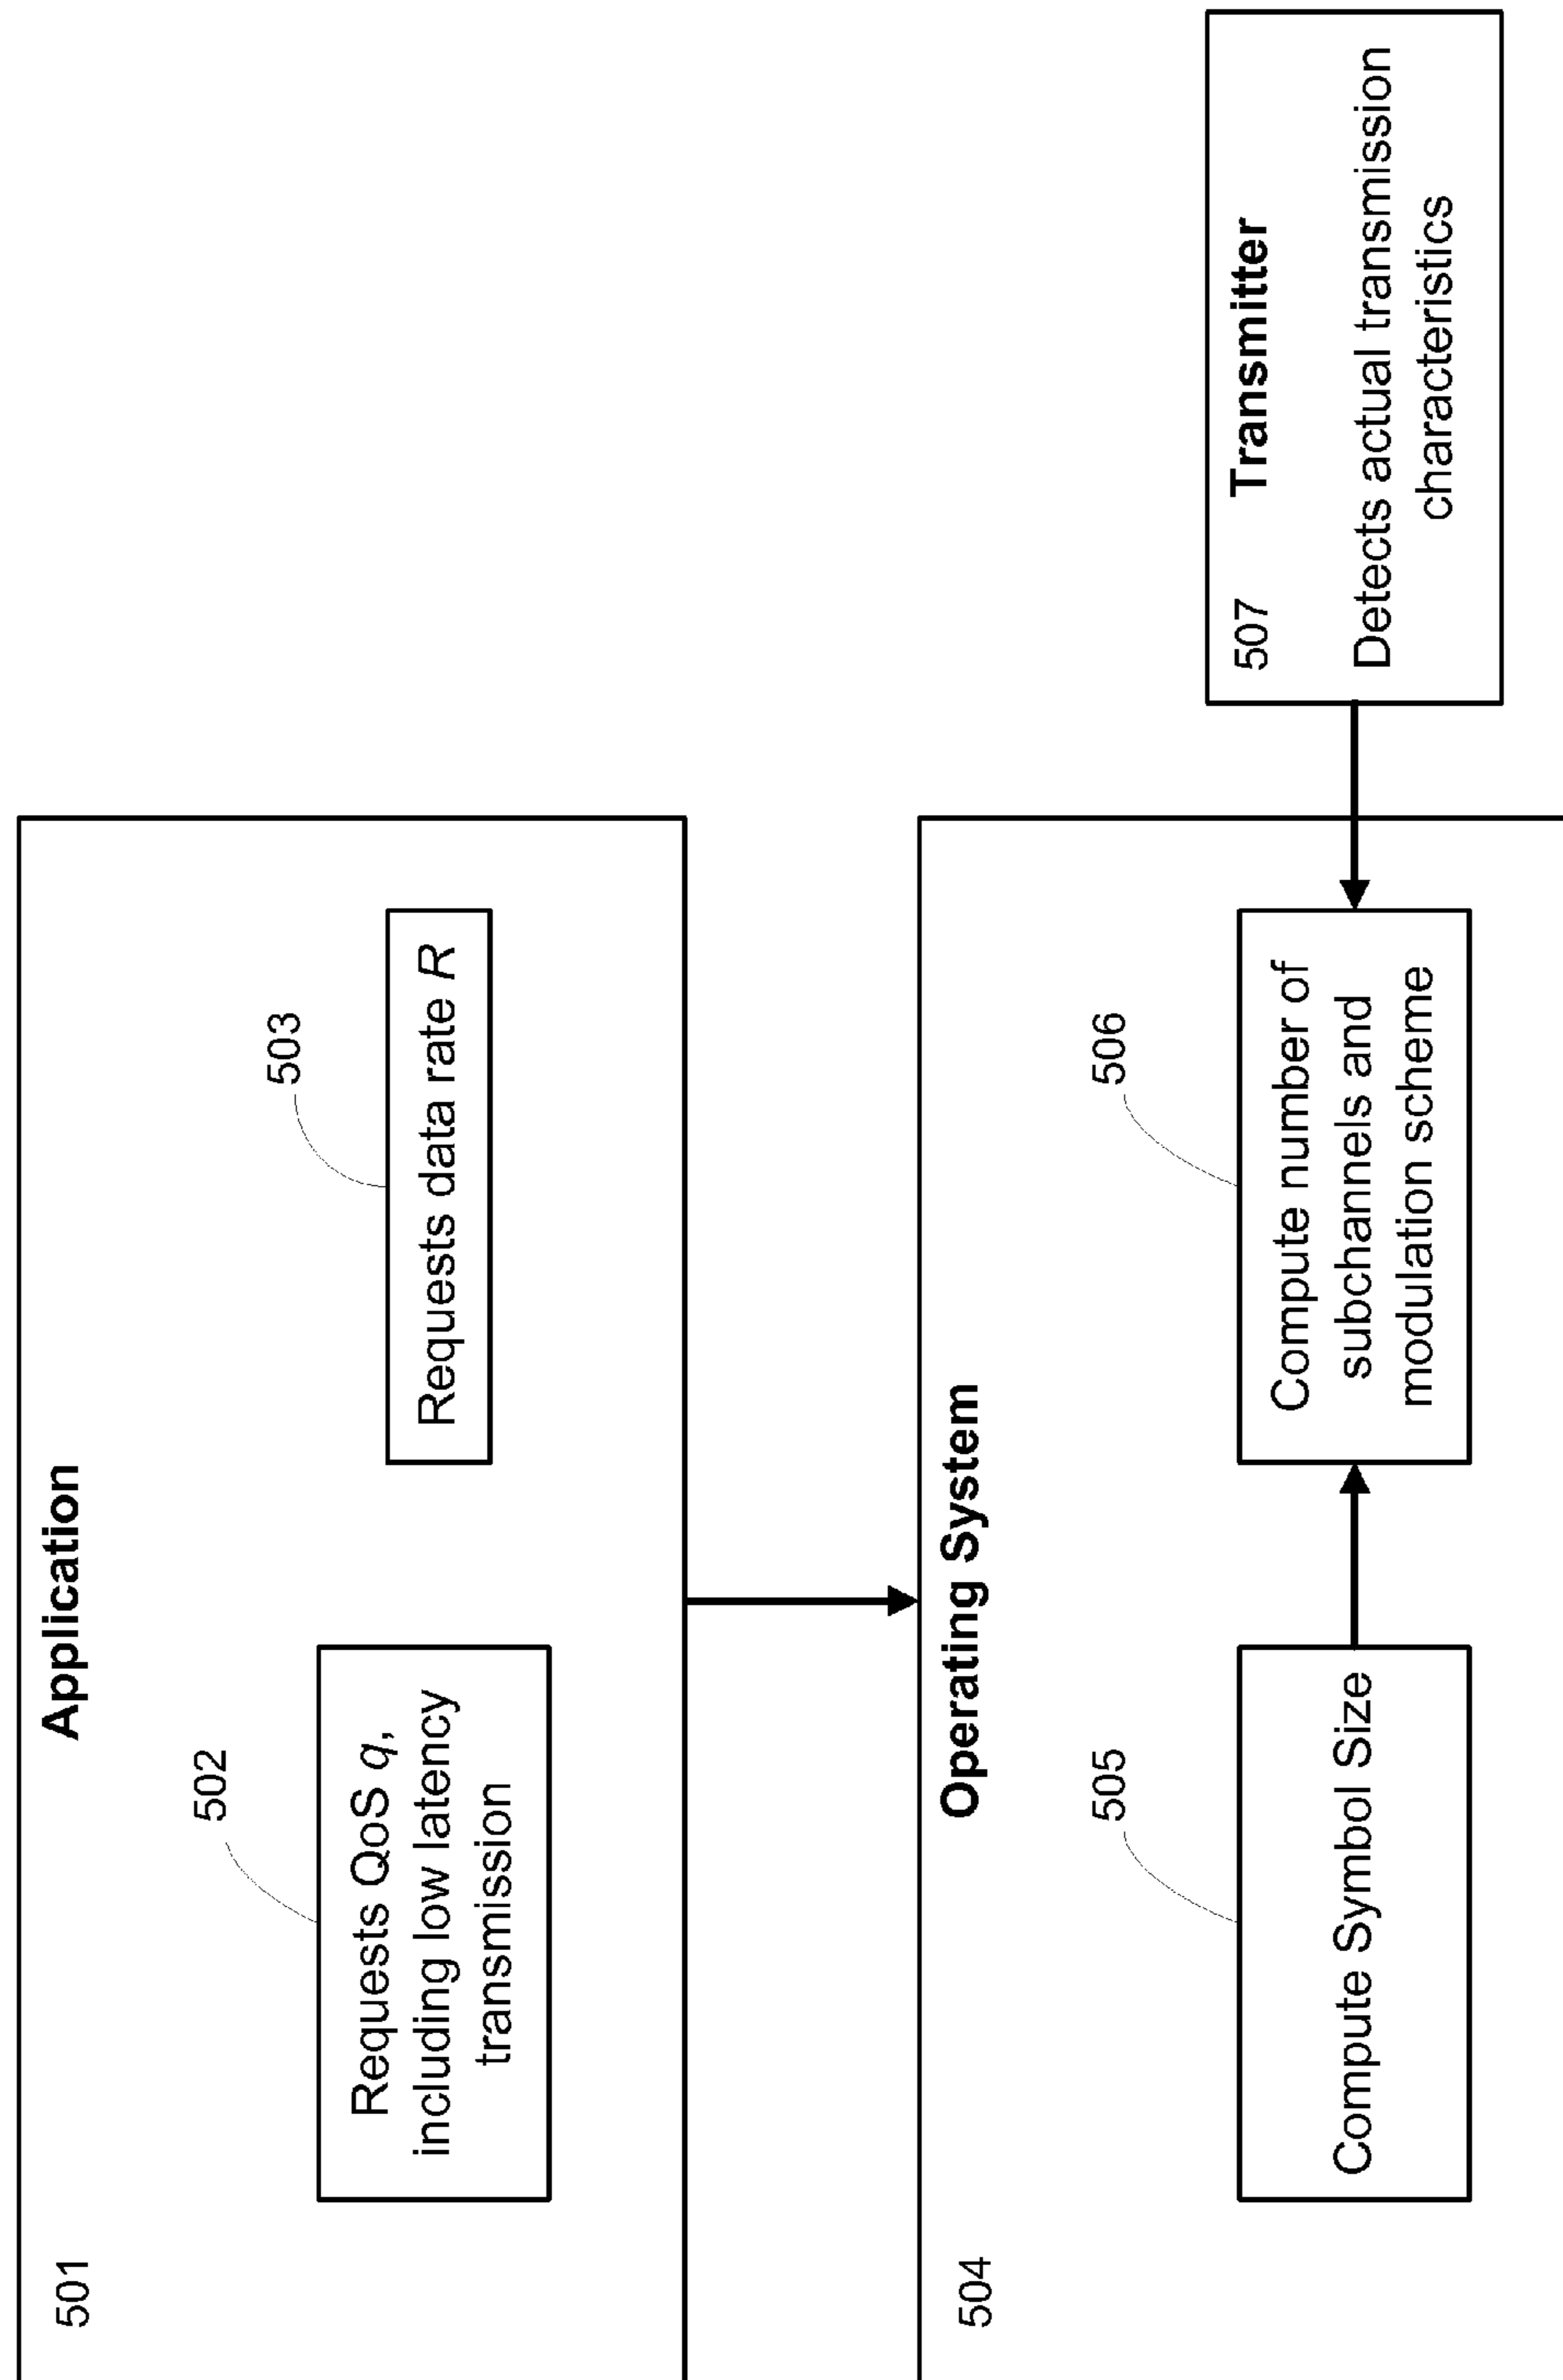 501
Application
502
Requests QoS q,
including low latency
transmission
503
Requests data rate R
504
Operating System
505
Compute Symbol Size
506
Compute number of
subchannels and
modulation scheme
507 Transmitter
Detects actual transmission
characteristics